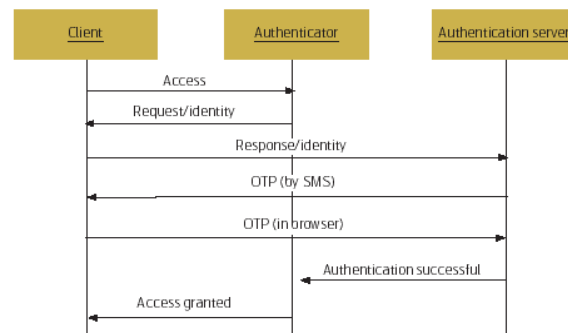 Client
Authenticator
Authentication server
Access
Request/identity
Response/identity
OTP (by SMS)
OTP (in browser)
Authentication successful
Access granted